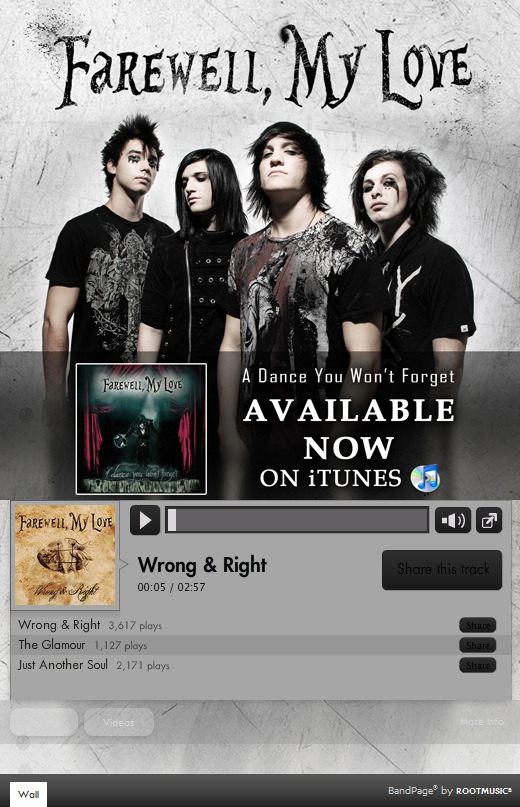 FAREWELL, MY LOVE
A Dance You Won't Forget
AVAILABLE
NOW
ON iTUNES
FAREWELL, MY LOVE
A dance you won't forget
FAREWELL, MY LOVE
Wrong & Right
Wrong & Right
00:05 / 02:57
Share this track
Wrong & Right 3,617 plays Share
The Glamour 1,127 plays Share
Just Another Soul 2,171 plays Share
Videos More Info
Wall BandPage® by ROOTMUSIC®